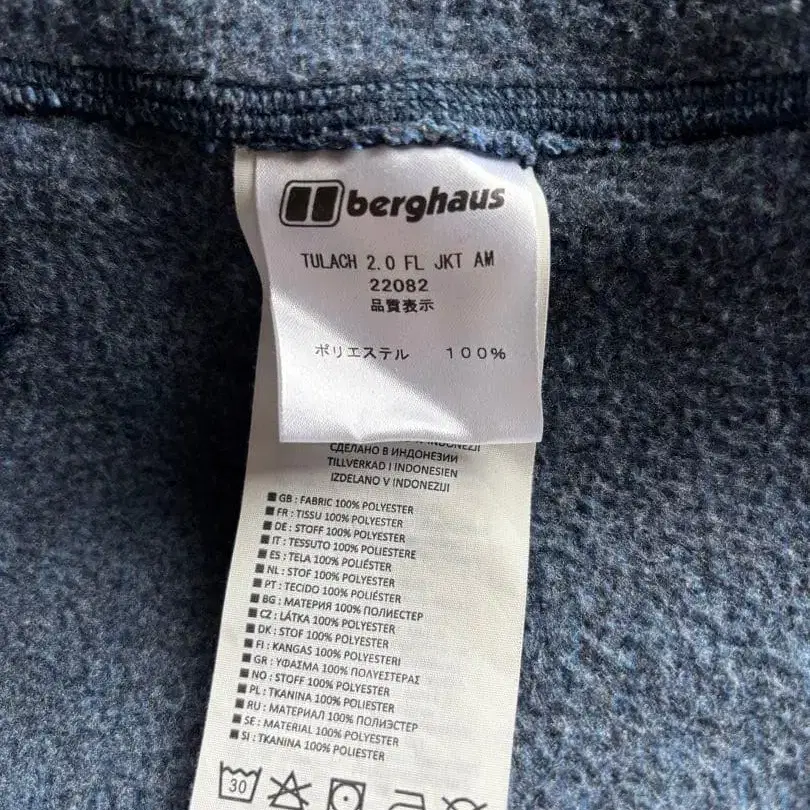 berghaus
TULACH 2.0 FL JKT AM
22082
品質表示
ポリエステル 100%
СДЕЛАНО В ИНДОНЕЗИИ
TILLVERKAD I INDONESIEN
IZDELANO V INDONEZIJI
GB : FABRIC 100% POLYESTER
FR : TISSU 100% POLYESTER
DE : STOFF 100% POLYESTER
IT : TESSUTO 100% POLIESTERE
ES : TELA 100% POLIÉSTER
NL : STOF 100% POLYESTER
PT : TECIDO 100% POLIÉSTER
BG : МАТЕРИЯ 100% ПОЛИЕСТЕР
CZ : LÁTKA 100% POLYESTER
DK : STOF 100% POLYESTER
FI : KANGAS 100% POLYESTERI
GR : ΥΦΑΣΜΑ 100% ΠΟΛΥΕΣΤΕΡΑΣ
NO : STOFF 100% POLYESTER
PL : TKANINA 100% POLIESTER
RU : МАТЕРИАЛ 100% ПОЛИЭСТЕР
SE : MATERIAL 100% POLYESTER
SI : TKANINA 100% POLYESTER
30